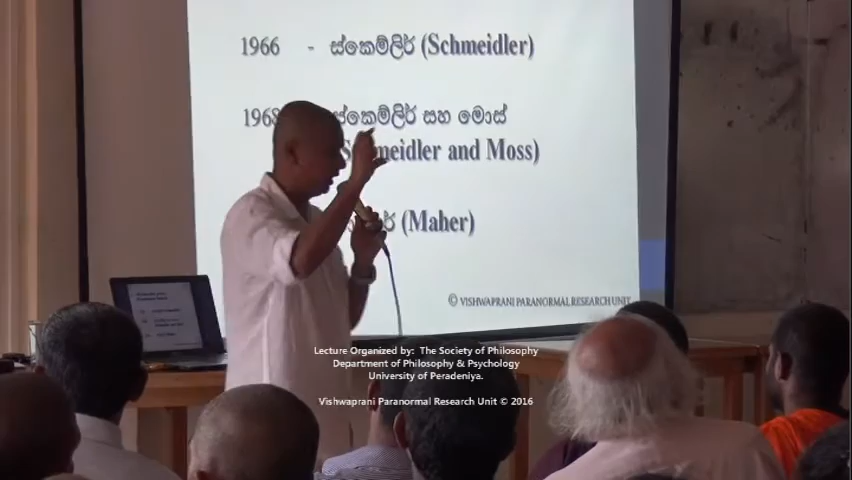 1966 - ස්කෙම්ලිර් (Schmeidler)
ස්කෙම්ලිර් සහ මොස්
and Moss)
(Maher)
© VISHWAPRANI PARANORMAL RESEARCH UNIT
Lecture Organized by: The Society of Philosophy
Department of Philosophy & Psychology
University of Peradeniya.
Vishwaprani Paranormal Research Unit © 2016